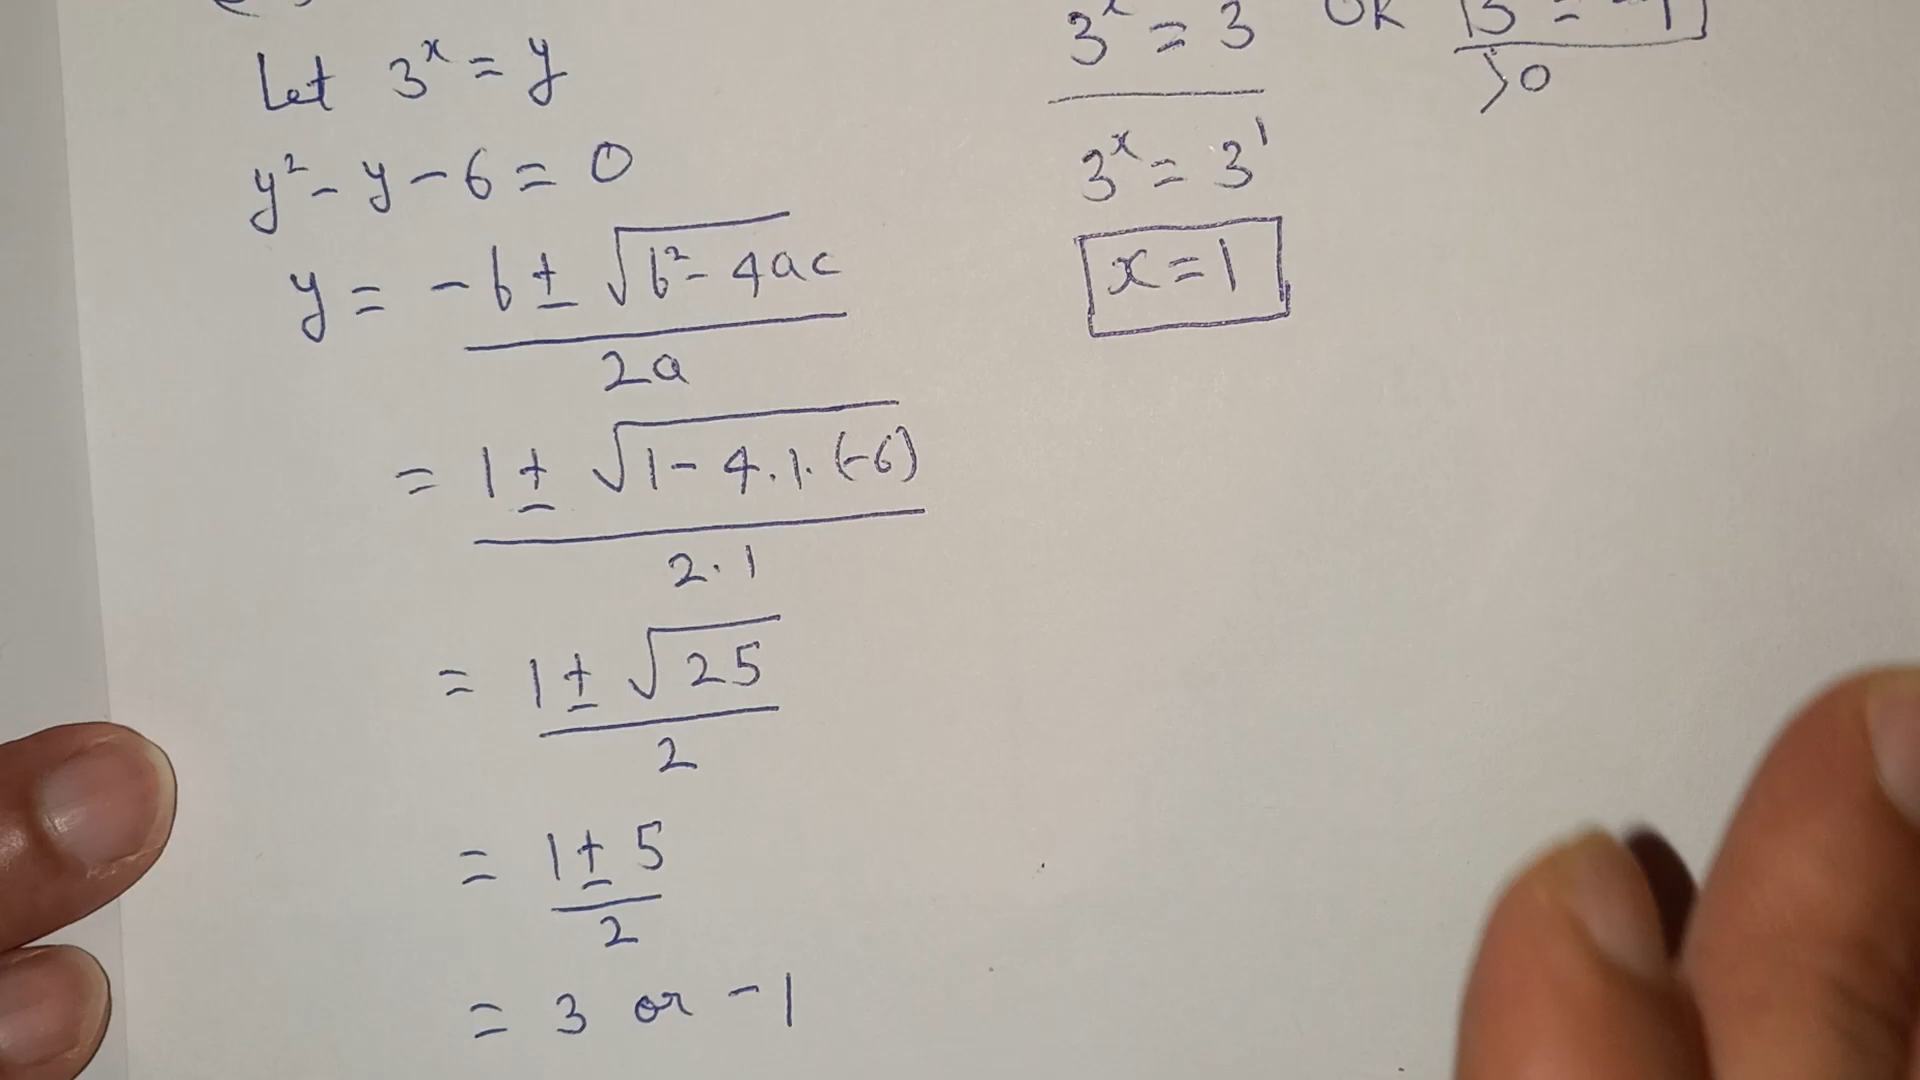 Let 3^x = y
y² - y - 6 = 0
y = -b ± √(b² - 4ac)
2a
= 1 ± √(1 - 4.1.(-6))
2.1
= 1 ± √25
2
= 1 ± 5
2
= 3 or -1
3^x = 3 OR
>0
3^x = 3^1
x = 1